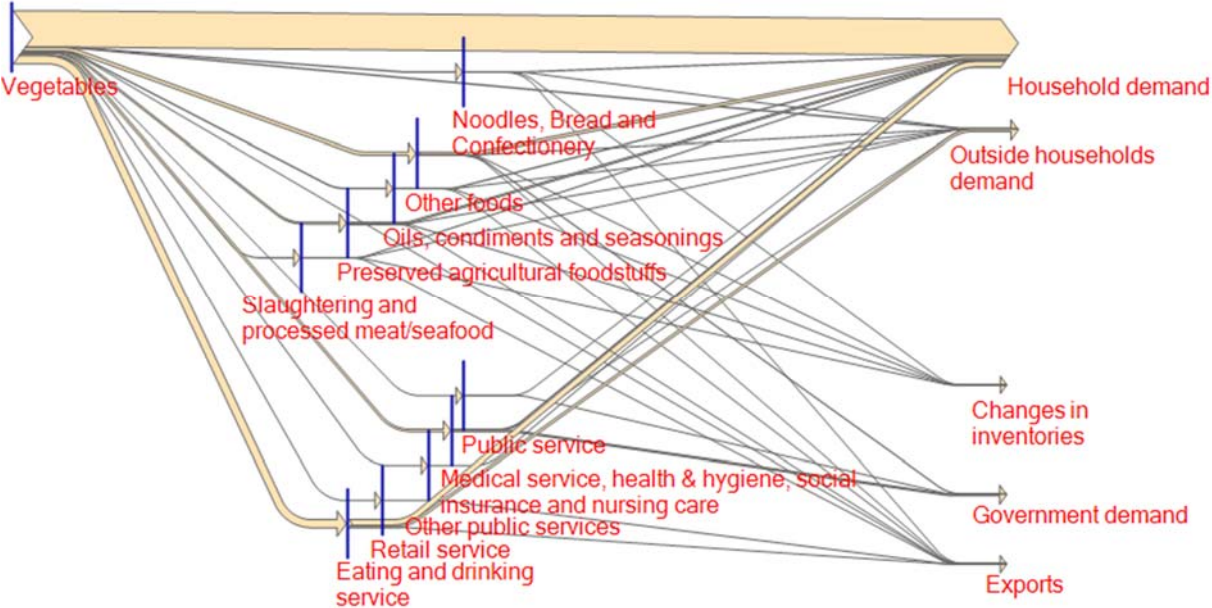 Vegetables
Household demand
Noodles, Bread and
Confectionery
Outside households
demand
Other foods
Oils, condiments and seasonings
Preserved agricultural foodstuffs
Slaughtering and
processed meat/seafood
Changes in
inventories
Public service
Medical service, health & hygiene, social
insurance and nursing care
Government demand
Other public services
Retail service
Eating and drinking
service
Exports